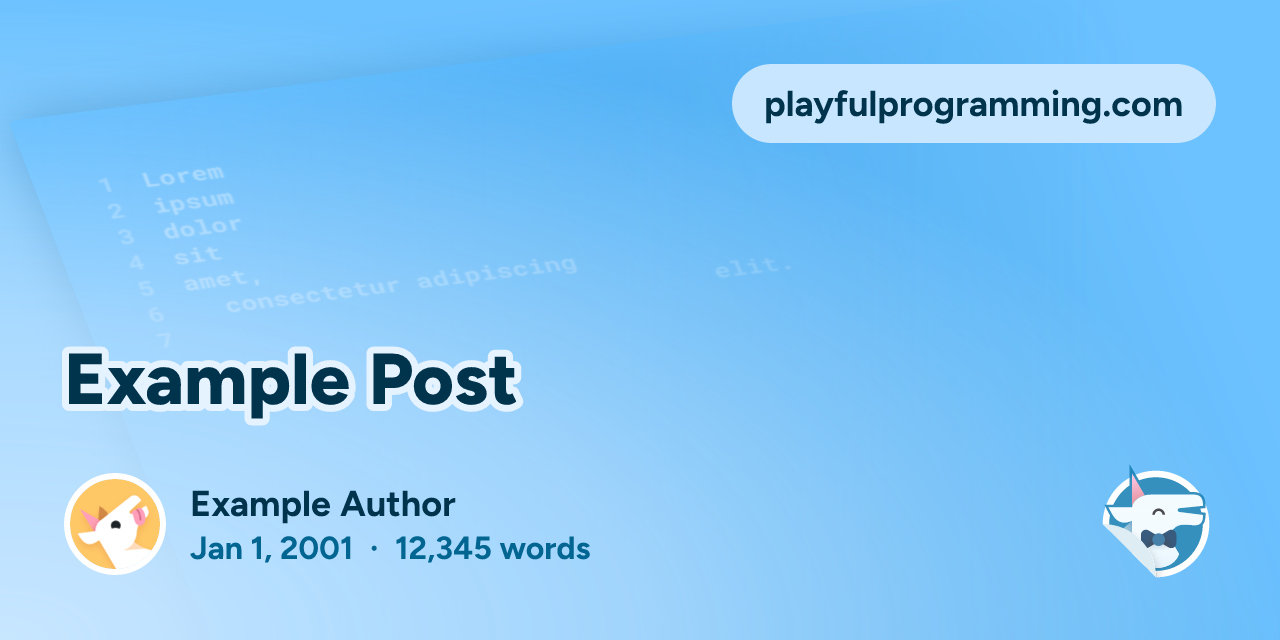 playfulprogramming.com
1 Lorem
2 ipsum
3 dolor
4 sit
5 amet,
6 consectetur adipiscing elit.
7
Example Post
Example Author
Jan 1, 2001 · 12,345 words